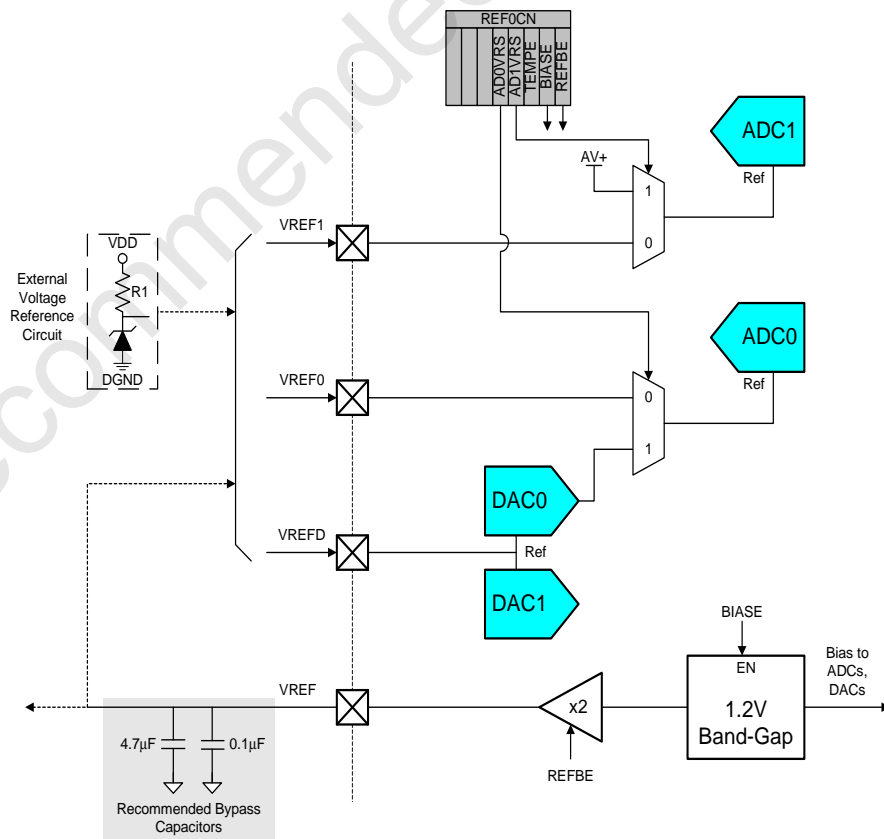 REF0CN
AD0VRS
AD1VRS
TEMPE
BIASE
REFBE
ADC1
Ref
AV+
1
0
VREF1
VDD
R1
DGND
External
Voltage
Reference
Circuit
ADC0
Ref
VREF0
0
1
DAC0
VREFD
Ref
DAC1
BIASE
EN
1.2V
Band-Gap
Bias to
ADCs,
DACs
VREF
x2
REFBE
4.7µF
0.1µF
Recommended Bypass
Capacitors